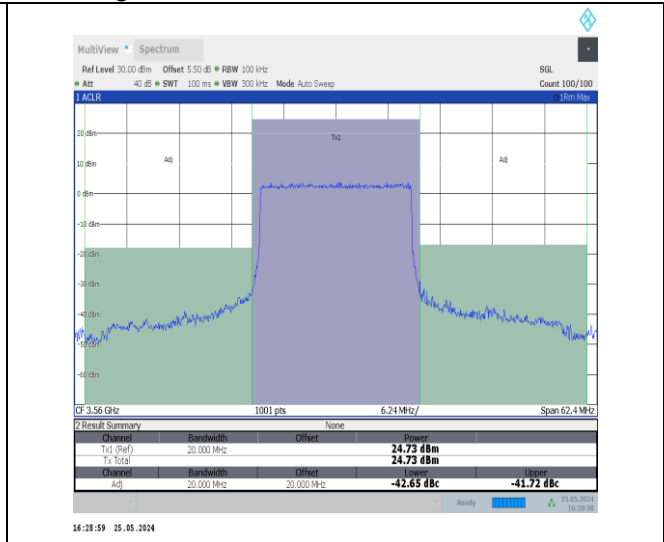 MultiView Spectrum
Ref Level 30.00 dBm Offset 5.50 dB RBW 100 kHz SGL
Att 40 dB SWT 100 ms VBW 300 kHz Mode Auto Sweep Count 100/100
1 ACLR 1Rm Max
20 dBm
Tx1
10 dBm Adj Adj
0 dBm
-10 dBm
-20 dBm
-30 dBm
-40 dBm
-50 dBm
-60 dBm
CF 3.56 GHz 1001 pts 6.24 MHz/ Span 62.4 MHz
2 Result Summary None
Channel Bandwidth Offset Power
Tx1 (Ref) 20.000 MHz 24.73 dBm
Tx Total 24.73 dBm
Channel Bandwidth Offset Lower Upper
Adj 20.000 MHz 20.000 MHz -42.65 dBc -41.72 dBc
Ready 25.05.2024
16:28:58
16:28:59 25.05.2024